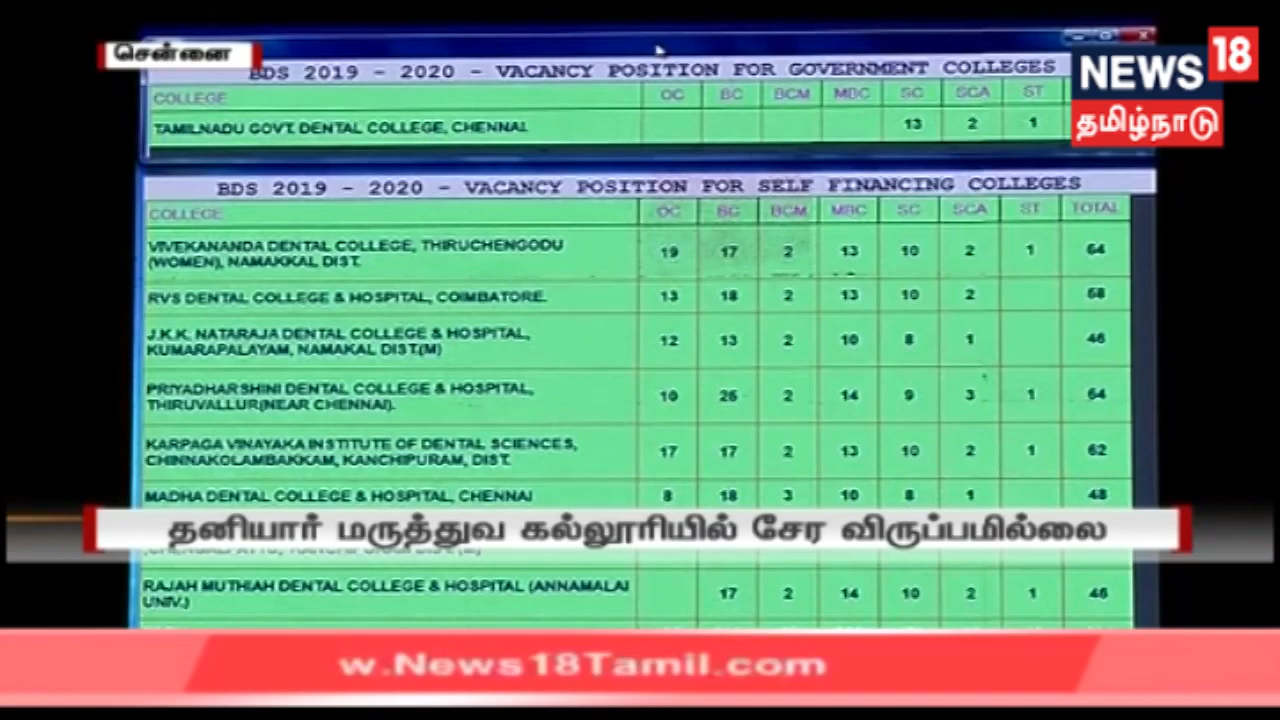 சென்னை
NEWS 18
தமிழ்நாடு
BDS 2019 - 2020 - VACANCY POSITION FOR GOVERNMENT COLLEGES
COLLEGE OC BC BCM MBC SC SCA ST
TAMILNADU GOVT. DENTAL COLLEGE, CHENNAI. 13 2 1
BDS 2019 - 2020 - VACANCY POSITION FOR SELF FINANCING COLLEGES
COLLEGE OC BC BCM MBC SC SCA ST TOTAL
VIVEKANANDA DENTAL COLLEGE, THIRUCHENGODU
(WOMEN), NAMAKKAL DIST. 19 17 2 13 10 2 1 64
RVS DENTAL COLLEGE & HOSPITAL, COIMBATORE. 13 18 2 13 10 2 58
J.K.K. NATARAJA DENTAL COLLEGE & HOSPITAL,
KUMARAPALAYAM, NAMAKAL DIST.(M) 12 13 2 10 8 1 46
PRIYADHARSHINI DENTAL COLLEGE & HOSPITAL,
THIRUVALLUR(NEAR CHENNAI). 10 26 2 14 9 3 1 64
KARPAGA VINAYAKA INSTITUTE OF DENTAL SCIENCES,
CHINNAKOLAMBAKKAM, KANCHIPURAM, DIST. 17 17 2 13 10 2 1 62
MADHA DENTAL COLLEGE & HOSPITAL, CHENNAI 8 18 3 10 8 1 48
தனியார் மருத்துவ கல்லூரியில் சேர விருப்பமில்லை
RAJAH MUTHIAH DENTAL COLLEGE & HOSPITAL (ANNAMALAI
UNIV.) 17 2 14 10 2 1 46
w.News18Tamil.com